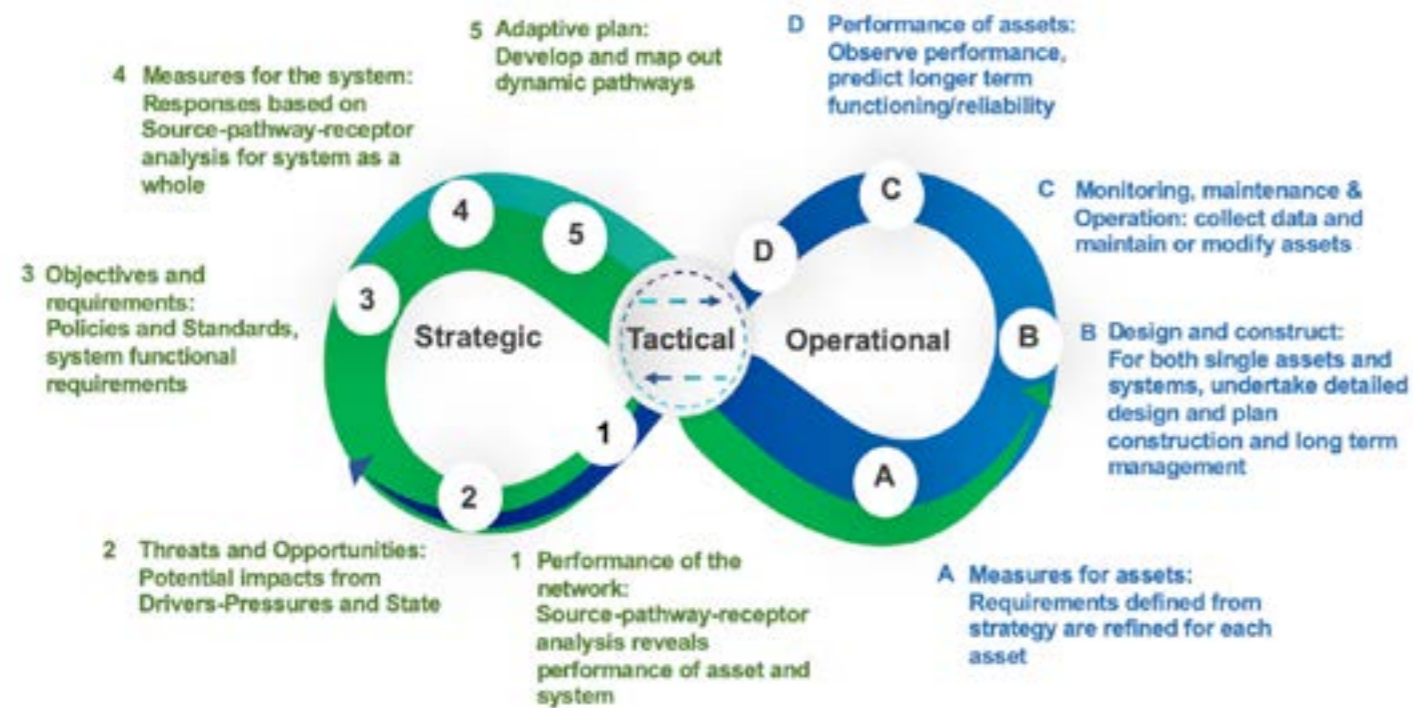 5 Adaptive plan:
Develop and map out
dynamic pathways
D Performance of assets:
Observe performance,
predict longer term
functioning/reliability
4 Measures for the system:
Responses based on
Source-pathway-receptor
analysis for system as a
whole
C Monitoring, maintenance &
Operation: collect data and
maintain or modify assets
3 Objectives and
requirements:
Policies and Standards,
system functional
requirements
4
5
3
Strategic
2
1
Tactical
D
C
Operational
B
A
B Design and construct:
For both single assets and
systems, undertake detailed
design and plan
construction and long term
management
2 Threats and Opportunities:
Potential impacts from
Drivers-Pressures and State
1 Performance of the
network:
Source-pathway-receptor
analysis reveals
performance of asset and
system
A Measures for assets:
Requirements defined from
strategy are refined for each
asset